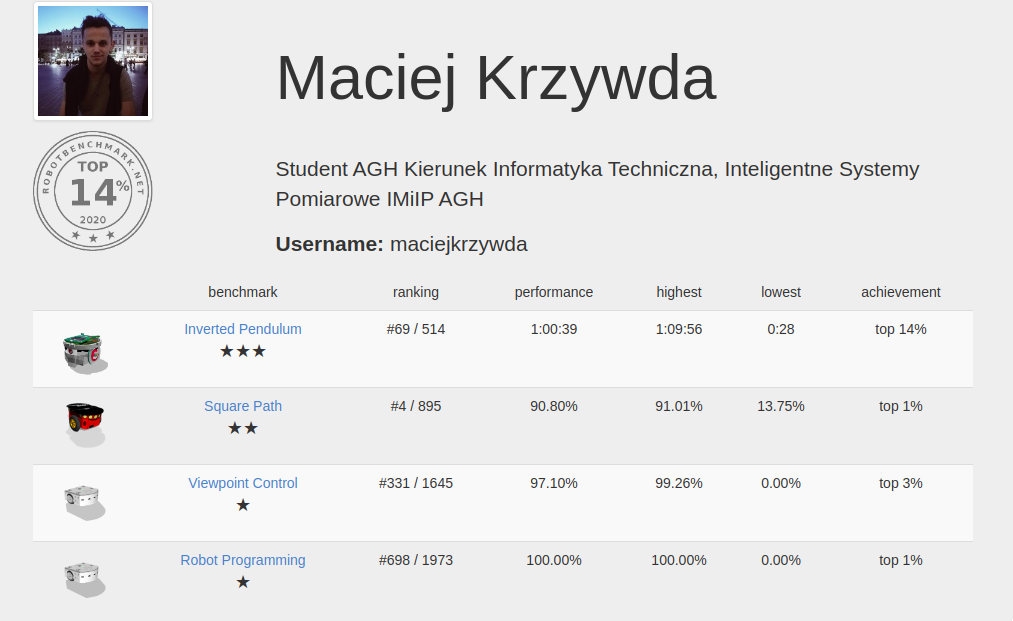 Maciej Krzywda
ROBOTBENCHMARK.NET
TOP
14%
2020
Student AGH Kierunek Informatyka Techniczna, Inteligentne Systemy
Pomiarowe IMiIP AGH
Username: maciejkrzywda
benchmark ranking performance highest lowest achievement
Inverted Pendulum #69 / 514 1:00:39 1:09:56 0:28 top 14%
★★★
Square Path #4 / 895 90.80% 91.01% 13.75% top 1%
★★
Viewpoint Control #331 / 1645 97.10% 99.26% 0.00% top 3%
★
Robot Programming #698 / 1973 100.00% 100.00% 0.00% top 1%
★